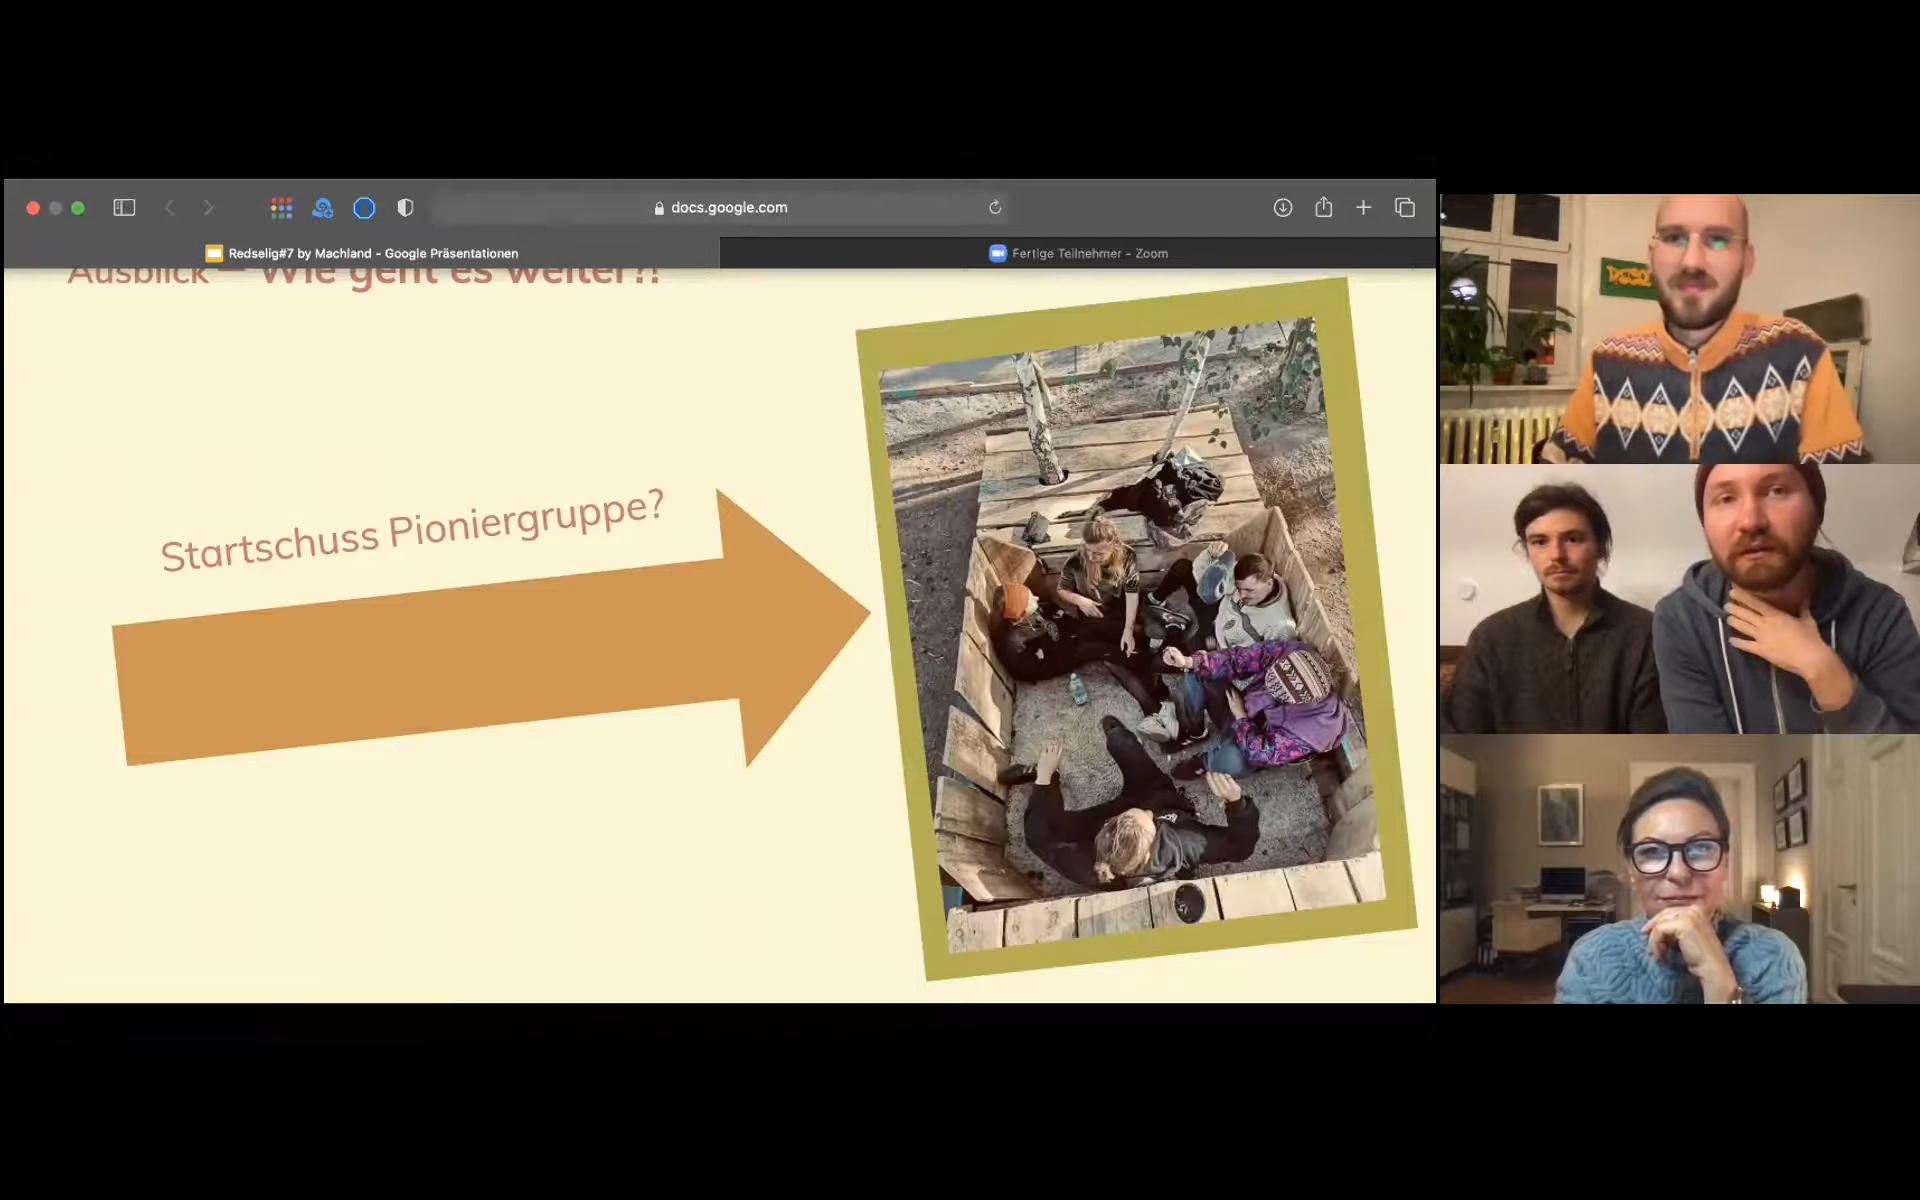 docs.google.com
Redselig#7 by Machland - Google Präsentationen
Fertige Teilnehmer - Zoom
Ausblick – Wie geht es weiter?!
Startschuss Pioniergruppe?